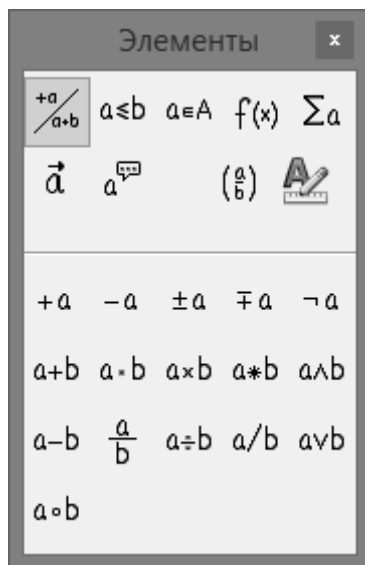 Элементы x
+a/a+b a≤b a∈A f(x) Σa
a⃗ a (a/b) A
+a −a ±a ∓a ¬a
a+b a·b a×b a∗b a∧b
a−b a/b a÷b a/b a∨b
a∘b